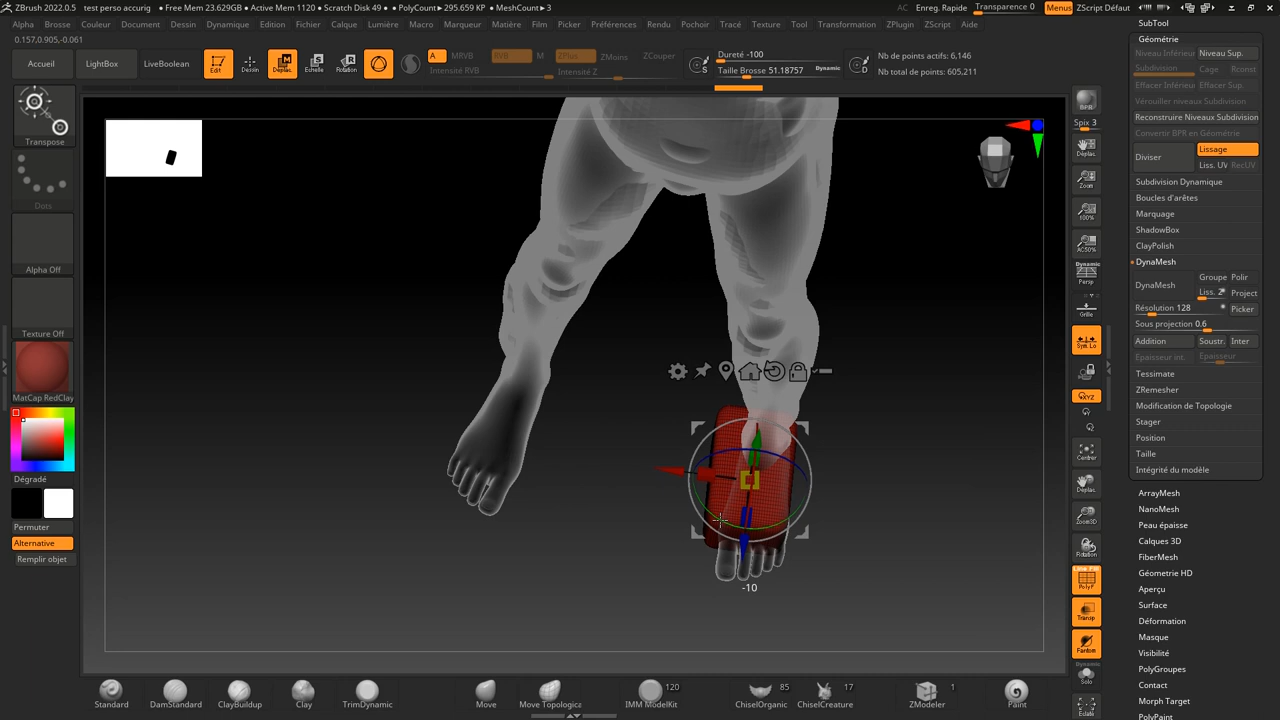 ZBrush 2022.0.5 test perso accurig • Free Mem 23.629GB • Active Mem 1120 • Scratch Disk 49 • PolyCount►295.659 KP • MeshCount►3 AC Enreg. Rapide Transparence 0 Menus ZScript Défaut
Alpha Brosse Couleur Document Dessin Dynamique Edition Fichier Calque Lumière Macro Marqueur Matière Film Picker Préférences Rendu Pochoir Tracé Texture Tool Transformation ZPlugin ZScript Aide
0.157,0.905,-0.061
Accueil LightBox LiveBoolean Edit Dessin Déplac. Echelle Rotation
A MRVB RVB M ZPlus ZMoins ZCouper
Intensité RVB Intensité Z
Dureté -100
Taille Brosse 51.18757 Dynamic
S D
Nb de points actifs: 6,146
Nb total de points: 605,211
Transpose
Dots
Alpha Off
Texture Off
MatCap RedClay
Dégradé
Permuter
Alternative
Remplir objet
-10
BPR
Spix 3
Déplac.
Zoom
100%
AC50%
Dynamic
Persp
Grille
Sym.Lo
XYZ
Centrer
Déplac.
Zoom3D
Rotation
Line Fill
PolyF
Transp
Fantom
Dynamic
Solo
Eclaté
SubTool
Géométrie
Niveau Inférieu Niveau Sup.
Subdivision Cage Rconst
Effacer Inférieu Effacer Sup.
Vérouiller niveaux Subdivision
Reconstruire Niveaux Subdivision
Convertir BPR en Géométrie
Diviser Lissage
Liss. UV RecUV
Subdivision Dynamique
Boucles d'arêtes
Marquage
ShadowBox
ClayPolish
DynaMesh
DynaMesh Groupe Polir
Liss. 2 Project
Résolution 128 Picker
Sous projection 0.6
Addition Soustr. Inter
Epaisseur int. Epaisseur
Tessimate
ZRemesher
Modification de Topologie
Stager
Position
Taille
Intégrité du modèle
ArrayMesh
NanoMesh
Peau épaisse
Calques 3D
FiberMesh
Géometrie HD
Aperçu
Surface
Déformation
Masque
Visibilité
PolyGroupes
Contact
Morph Target
PolyPaint
Standard DamStandard ClayBuildup Clay TrimDynamic Move Move Topologica 120 IMM ModelKit 85 ChiselOrganic 17 ChiselCreature 1 ZModeler Paint